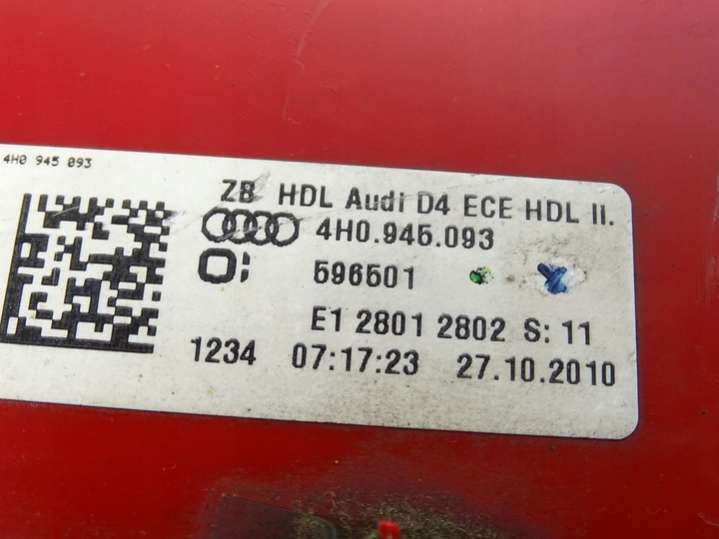 4H0 945 093
ZB HDL Audi D4 ECE HDL II.
4H0.945.093
596501
E1 2801 2802 S: 11
1234 07:17:23 27.10.2010